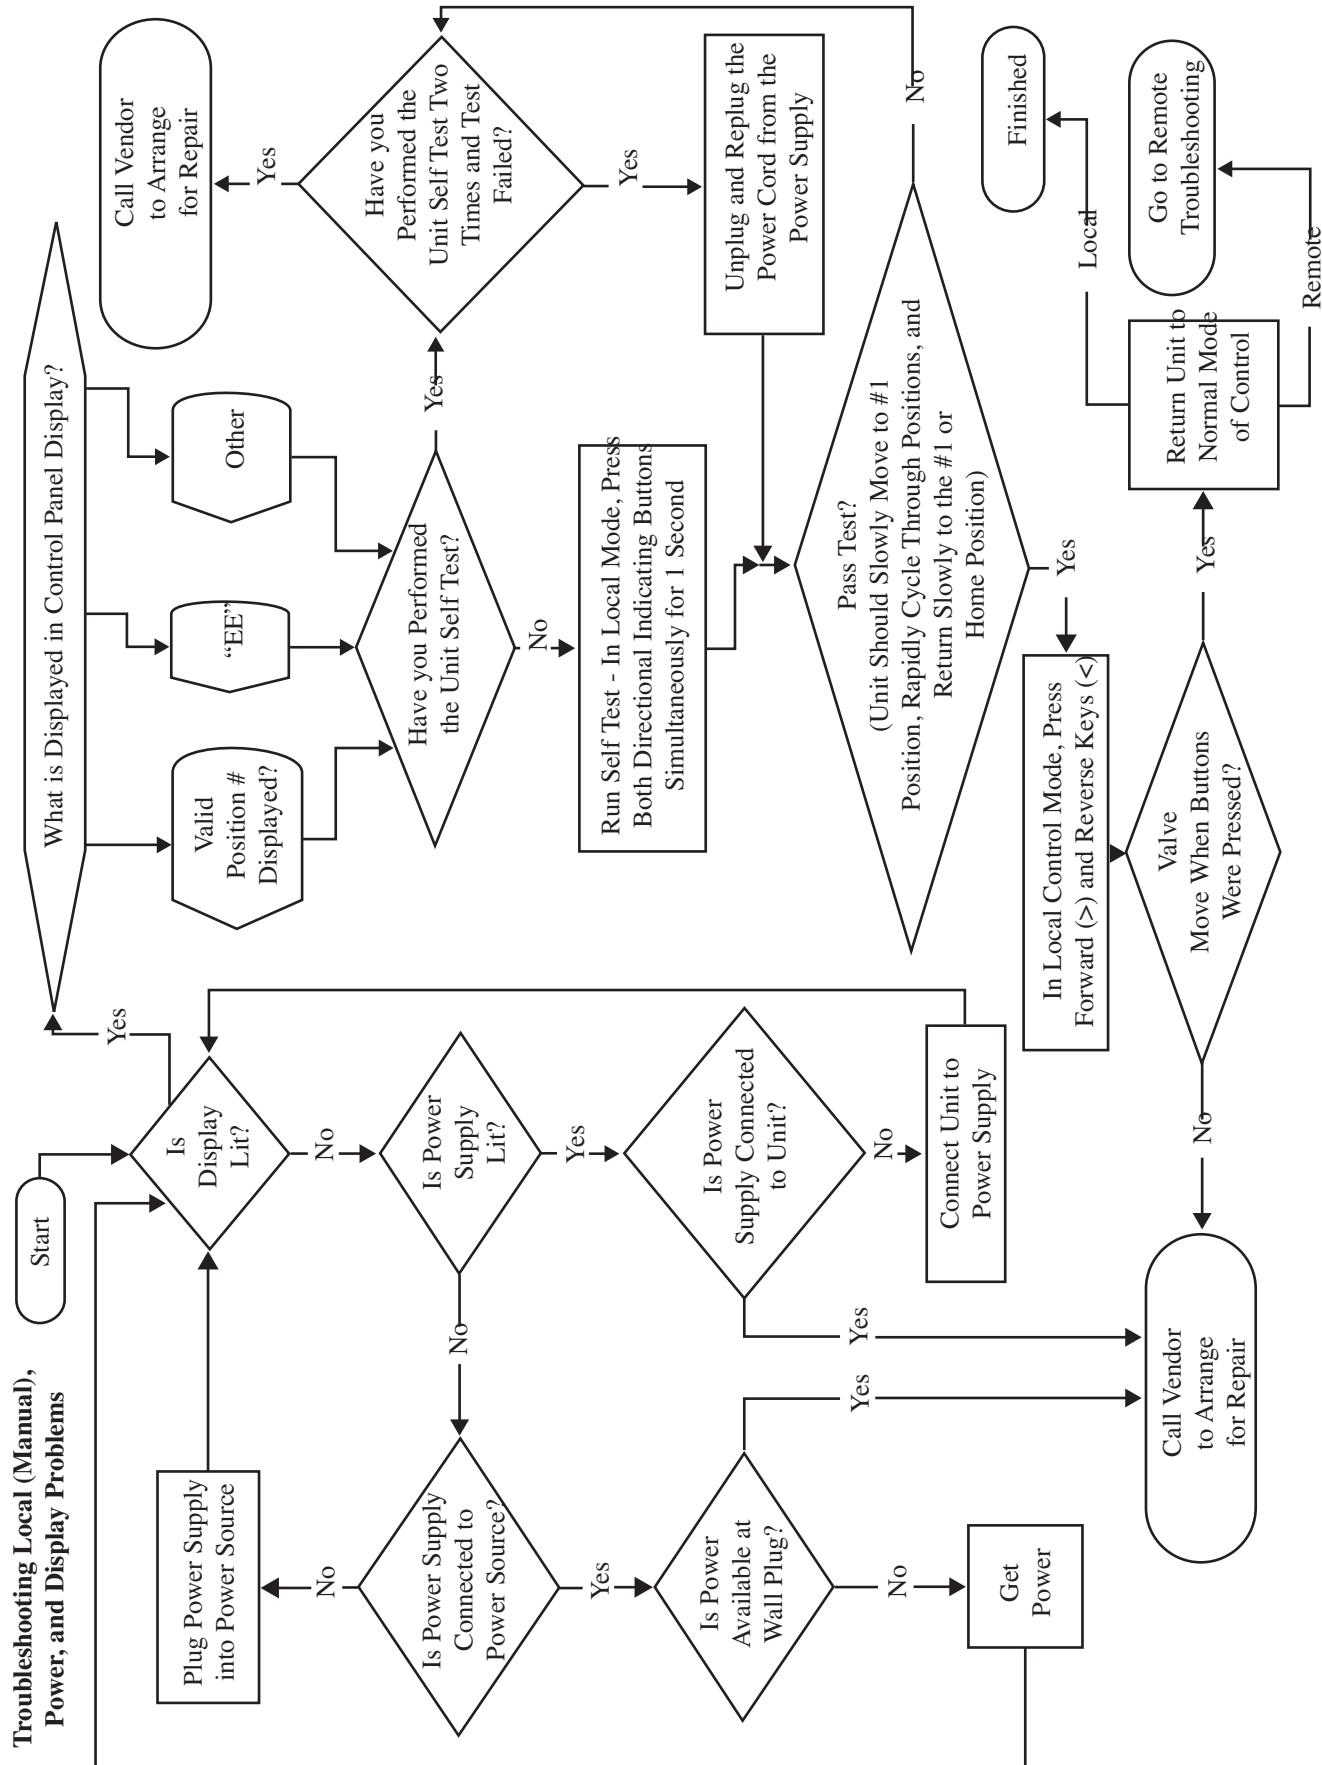 Troubleshooting Local (Manual),
Power, and Display Problems
Start
Is
Display
Lit?
Yes
No
Plug Power Supply
into Power Source
No
Is Power Supply
Connected to
Power Source?
No
Is Power
Supply
Lit?
Yes
Yes
Is Power
Available at
Wall Plug?
Yes
No
Get
Power
Is Power
Supply Connected
to Unit?
Yes
No
Connect Unit to
Power Supply
Call Vendor
to Arrange
for Repair
What is Displayed in Control Panel Display?
Valid
Position #
Displayed?
“EE”
Other
Have you Performed
the Unit Self Test?
Yes
No
Call Vendor
to Arrange
for Repair
Yes
Have you
Performed the
Unit Self Test Two
Times and Test
Failed?
Yes
Run Self Test - In Local Mode, Press
Both Directional Indicating Buttons
Simultaneously for 1 Second
Unplug and Replug the
Power Cord from the
Power Supply
Pass Test?
(Unit Should Slowly Move to #1
Position, Rapidly Cycle Through Positions, and
Return Slowly to the #1 or
Home Position)
No
Yes
In Local Control Mode, Press
Forward (>) and Reverse Keys (<)
Valve
Move When Buttons
Were Pressed?
No
Yes
Return Unit to
Normal Mode
of Control
Local
Finished
Remote
Go to Remote
Troubleshooting